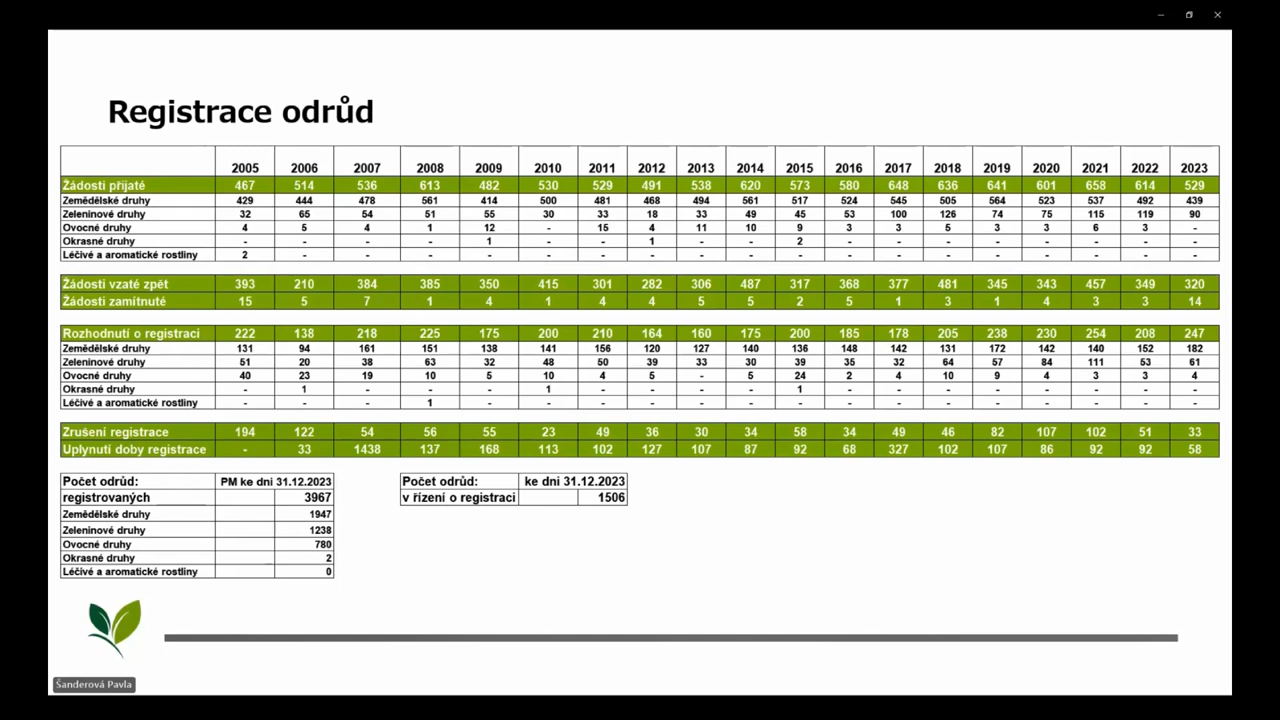 Registrace odrůd
2005 2006 2007 2008 2009 2010 2011 2012 2013 2014 2015 2016 2017 2018 2019 2020 2021 2022 2023
Žádosti přijaté 467 514 536 613 482 530 529 491 538 620 573 580 648 636 641 601 658 614 529
Zemědělské druhy 429 444 478 561 414 500 481 468 494 561 517 524 545 505 564 523 537 492 439
Zeleninové druhy 32 65 54 51 55 30 33 18 33 49 45 53 100 126 74 75 115 119 90
Ovocné druhy 4 5 4 1 12 - 15 4 11 10 9 3 3 5 3 3 6 3 -
Okrasné druhy - - - - 1 - - 1 - - 2 - - - - - - - -
Léčivé a aromatické rostliny 2 - - - - - - - - - - - - - - - - - -
Žádosti vzaté zpět 393 210 384 385 350 415 301 282 306 487 317 368 377 481 345 343 457 349 320
Žádosti zamítnuté 15 5 7 1 4 1 4 4 5 5 2 5 1 3 1 4 3 3 14
Rozhodnutí o registraci 222 138 218 225 175 200 210 164 160 175 200 185 178 205 238 230 254 208 247
Zemědělské druhy 131 94 161 151 138 141 156 120 127 140 136 148 142 131 172 142 140 152 182
Zeleninové druhy 51 20 38 63 32 48 50 39 33 30 39 35 32 64 57 84 111 53 61
Ovocné druhy 40 23 19 10 5 10 4 5 - 5 24 2 4 10 9 4 3 3 4
Okrasné druhy - 1 - - - 1 - - - - 1 - - - - - - - -
Léčivé a aromatické rostliny - - - 1 - - - - - - - - - - - - - - -
Zrušení registrace 194 122 54 56 55 23 49 36 30 34 58 34 49 46 82 107 102 51 33
Uplynutí doby registrace - 33 1438 137 168 113 102 127 107 87 92 68 327 102 107 86 92 92 58
Počet odrůd: PM ke dni 31.12.2023
registrovaných 3967
Zemědělské druhy 1947
Zeleninové druhy 1238
Ovocné druhy 780
Okrasné druhy 2
Léčivé a aromatické rostliny 0
Počet odrůd: ke dni 31.12.2023
v řízení o registraci 1506
Šanderová Pavla